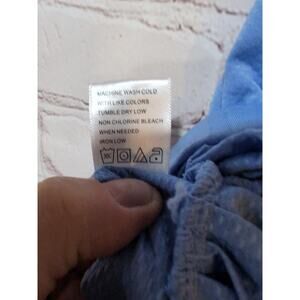 MACHINE WASH COLD
WITH LIKE COLORS
TUMBLE DRY LOW
NON CHLORINE BLEACH
WHEN NEEDED
IRON LOW